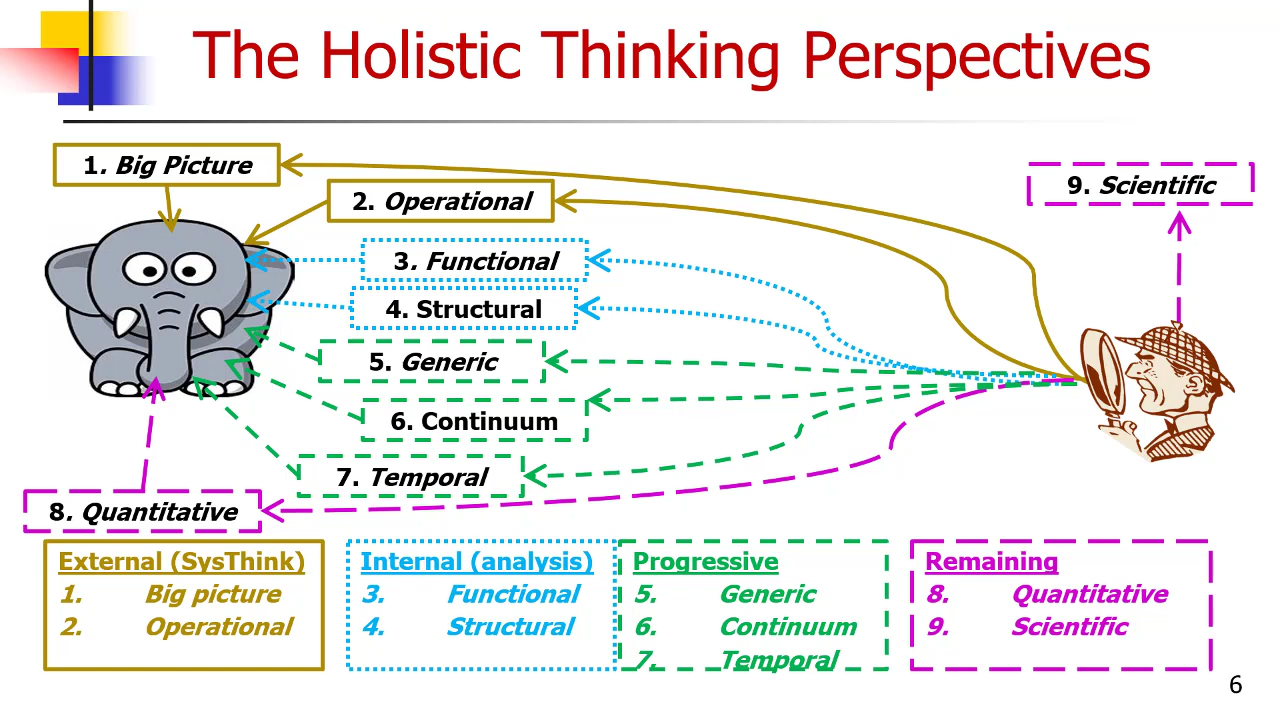 The Holistic Thinking Perspectives
1. Big Picture
2. Operational
9. Scientific
3. Functional
4. Structural
5. Generic
6. Continuum
7. Temporal
8. Quantitative
External (SysThink)
1. Big picture
2. Operational
Internal (analysis)
3. Functional
4. Structural
Progressive
5. Generic
6. Continuum
7. Temporal
Remaining
8. Quantitative
9. Scientific
6